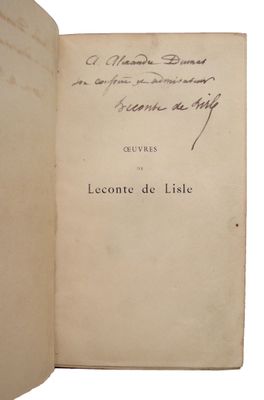 A Alexandre Dumas
son confrère et admirateur
Leconte de Lisle
ŒUVRES
DE
Leconte de Lisle